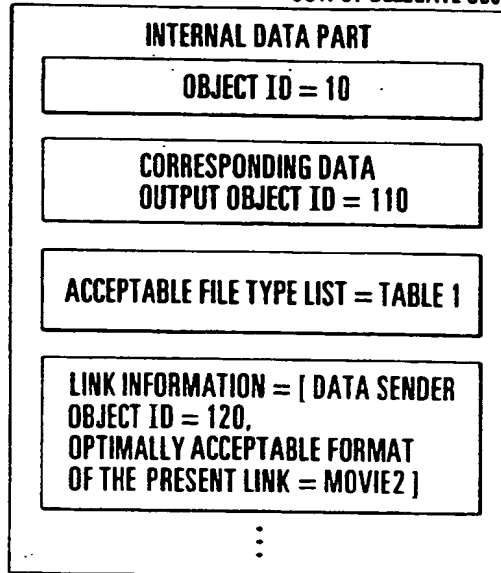 INTERNAL DATA PART
OBJECT ID = 10
CORRESPONDING DATA
OUTPUT OBJECT ID = 110
ACCEPTABLE FILE TYPE LIST = TABLE 1
LINK INFORMATION = [ DATA SENDER
OBJECT ID = 120,
OPTIMALLY ACCEPTABLE FORMAT
OF THE PRESENT LINK = MOVIE2 ]